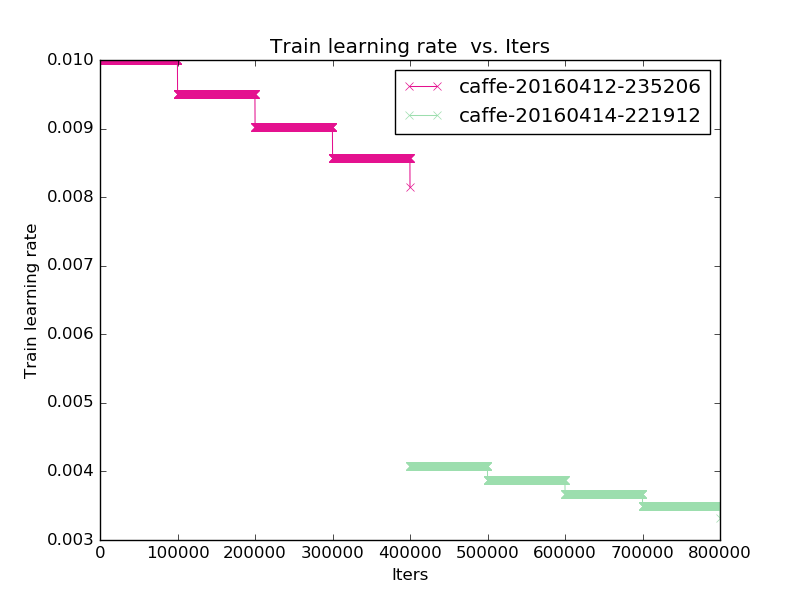 Train learning rate  vs. Iters
caffe-20160412-235206
caffe-20160414-221912
0.010
0.009
0.008
0.007
0.006
0.005
0.004
0.003
Train learning rate
0 100000 200000 300000 400000 500000 600000 700000 800000
Iters